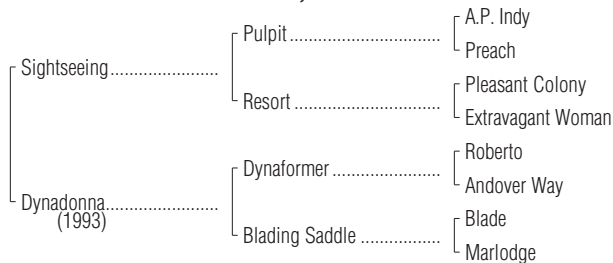 A.P. Indy
Pulpit........................................
Preach
Sightseeing.......................
Pleasant Colony
Resort .....................................
Extravagant Woman
Roberto
Dynaformer ...........................
Andover Way
Dynadonna........................
(1993)
Blade
Blading Saddle ....................
Marlodge